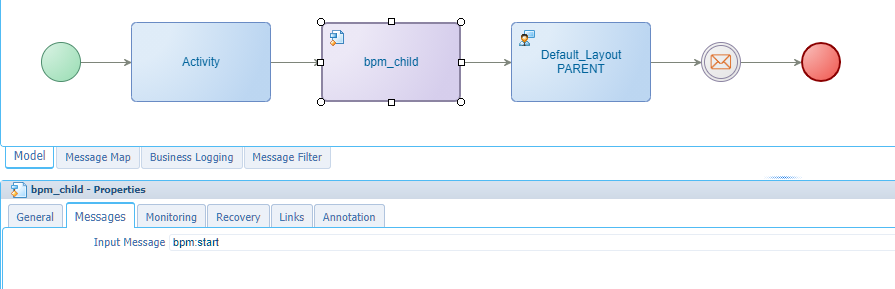 Activity
bpm_child
Default_Layout
PARENT
Model
Message Map
Business Logging
Message Filter
bpm_child - Properties
General
Messages
Monitoring
Recovery
Links
Annotation
Input Message
bpm:start